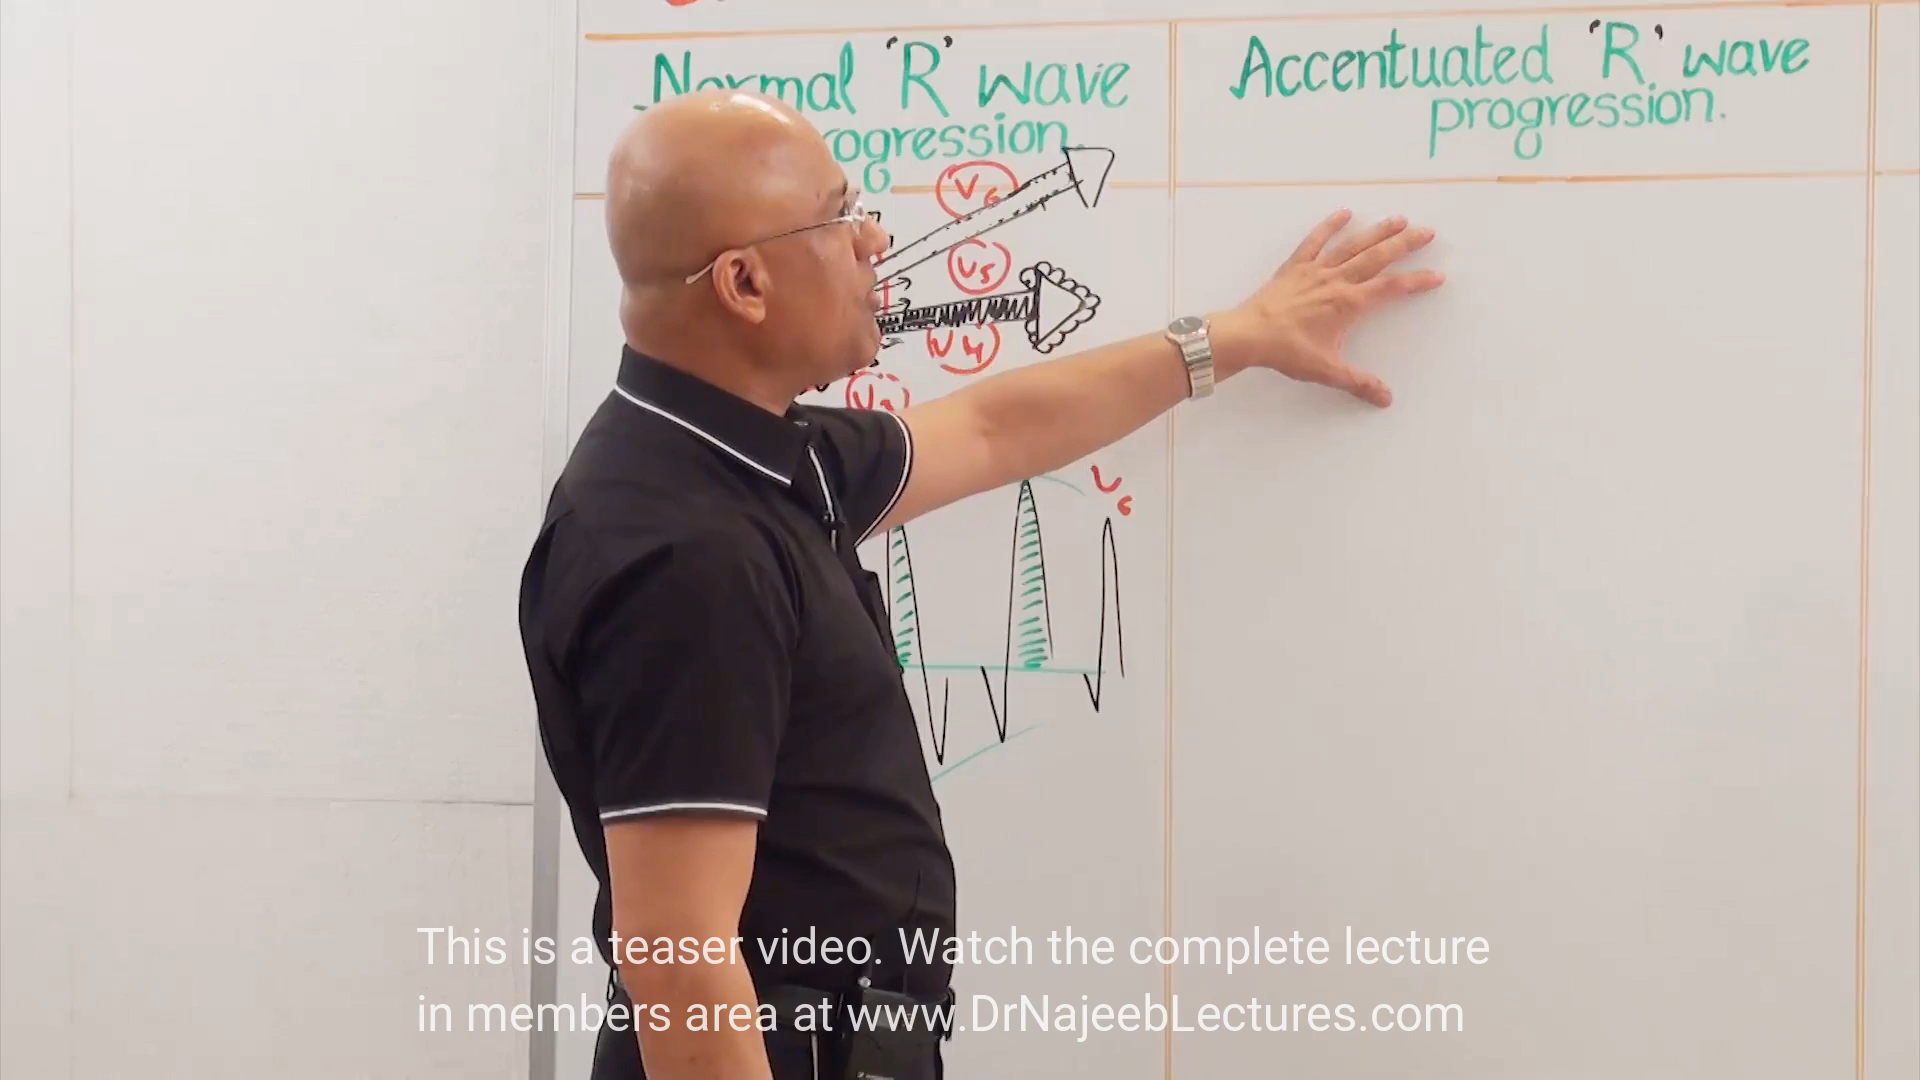 Normal 'R' wave
rogression
Accentuated 'R' wave
progression.
V6
V5
V4
V3
V6
This is a teaser video. Watch the complete lecture
in members area at www.DrNajeebLectures.com